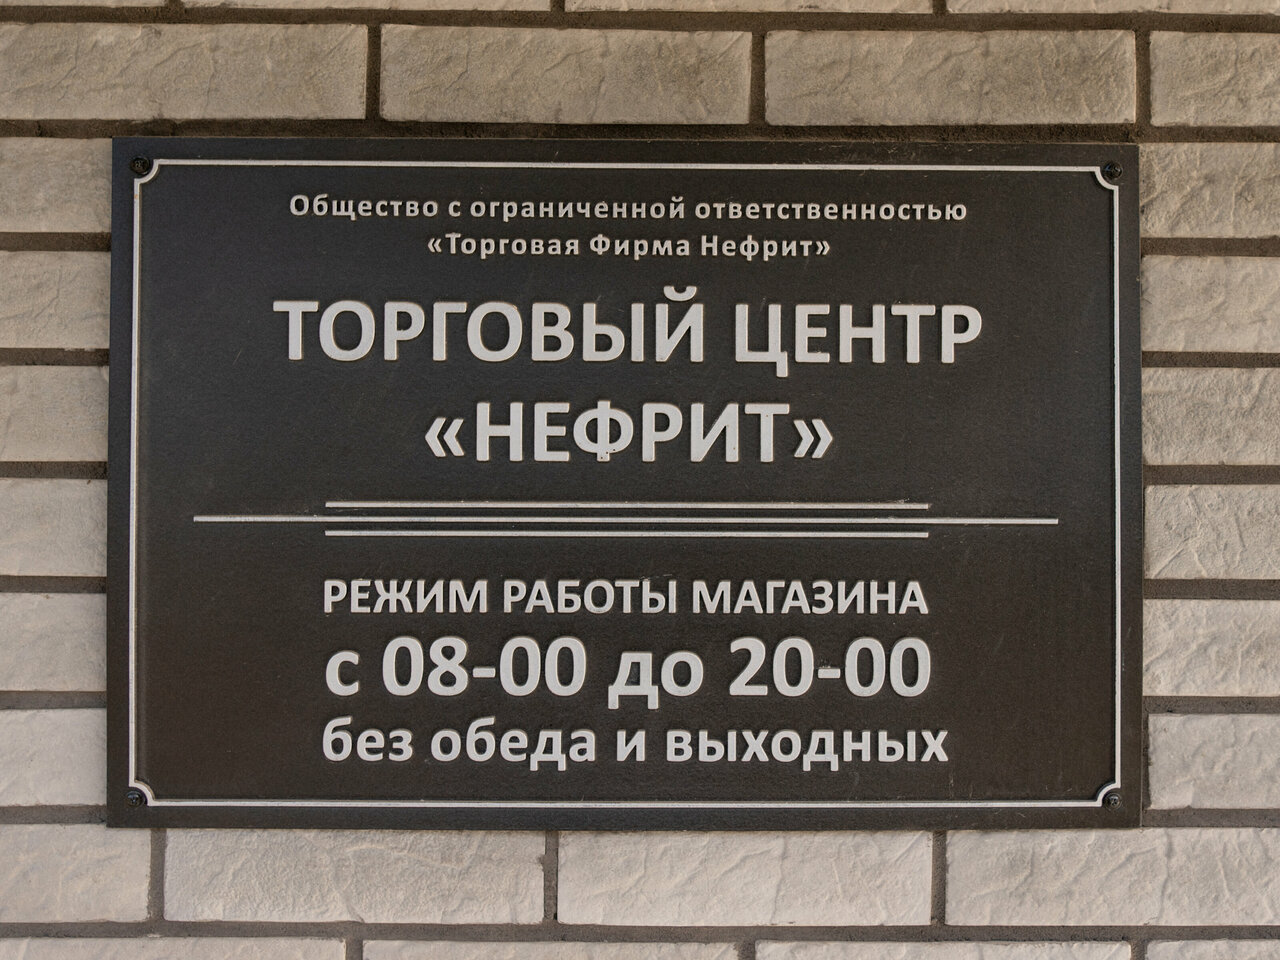 Общество с ограниченной ответственностью
«Торговая Фирма Нефрит»
ТОРГОВЫЙ ЦЕНТР
«НЕФРИТ»
РЕЖИМ РАБОТЫ МАГАЗИНА
с 08-00 до 20-00
без обеда и выходных